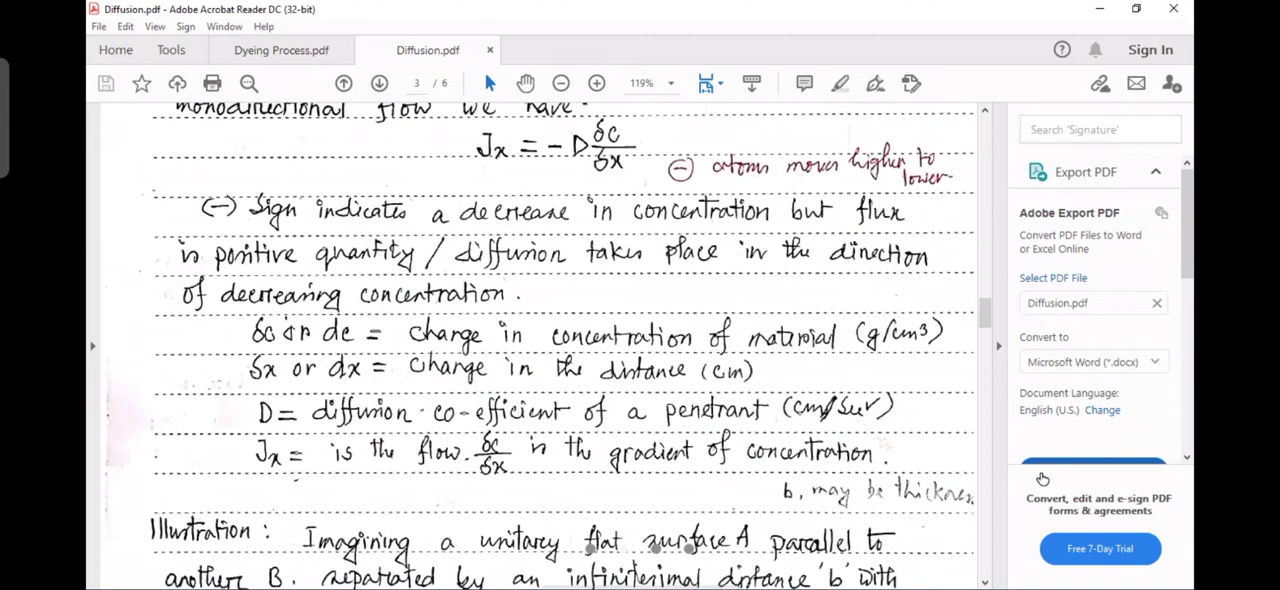 Diffusion.pdf - Adobe Acrobat Reader DC (32-bit)
File Edit View Sign Window Help
Home Tools Dyeing Process.pdf Diffusion.pdf × Sign In
3 / 6 119%
monodirectional flow we have.
Jx = - D δc/δx
(-) atoms moves higher to
lower.
(-) Sign indicates a decrease in concentration but flux
is positive quantity / diffusion takes place in the direction
of decreasing concentration.
δc or dc = change in concentration of material (g/cm³)
δx or dx = change in the distance (cm)
D = diffusion co-efficient of a penetrant
Jx = is the flow. δc/δx is the gradient of concentration.
b, may be thickness
Illustration: Imagining a unitary flat surface A parallel to
another B, separated by an infinitesimal distance 'b' with
Search 'Signature'
Export PDF
Adobe Export PDF
Convert PDF Files to Word
or Excel Online
Select PDF File
Diffusion.pdf ×
Convert to
Microsoft Word (*.docx)
Document Language:
English (U.S.) Change
Convert, edit and e-sign PDF
forms & agreements
Free 7-Day Trial